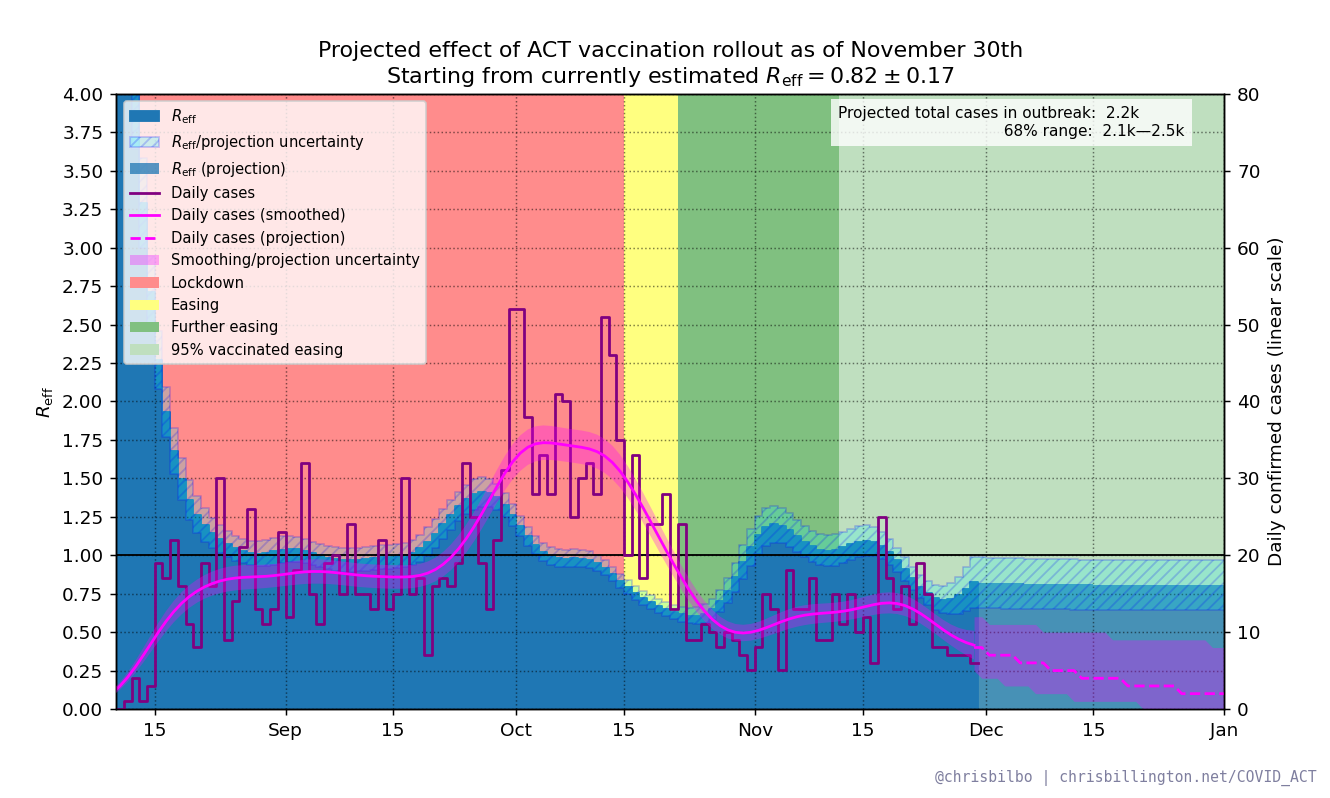 Projected effect of ACT vaccination rollout as of November 30th
Starting from currently estimated R_eff = 0.82 ± 0.17
4.00
3.75
3.50
3.25
3.00
2.75
2.50
2.25
2.00
1.75
1.50
1.25
1.00
0.75
0.50
0.25
0.00
R_eff
R_eff
R_eff/projection uncertainty
R_eff (projection)
Daily cases
Daily cases (smoothed)
Daily cases (projection)
Smoothing/projection uncertainty
Lockdown
Easing
Further easing
95% vaccinated easing
Projected total cases in outbreak: 2.2k
68% range: 2.1k—2.5k
80
70
60
50
40
30
20
10
0
Daily confirmed cases (linear scale)
15 Sep 15 Oct 15 Nov 15 Dec 15 Jan
@chrisbilbo | chrisbillington.net/COVID_ACT